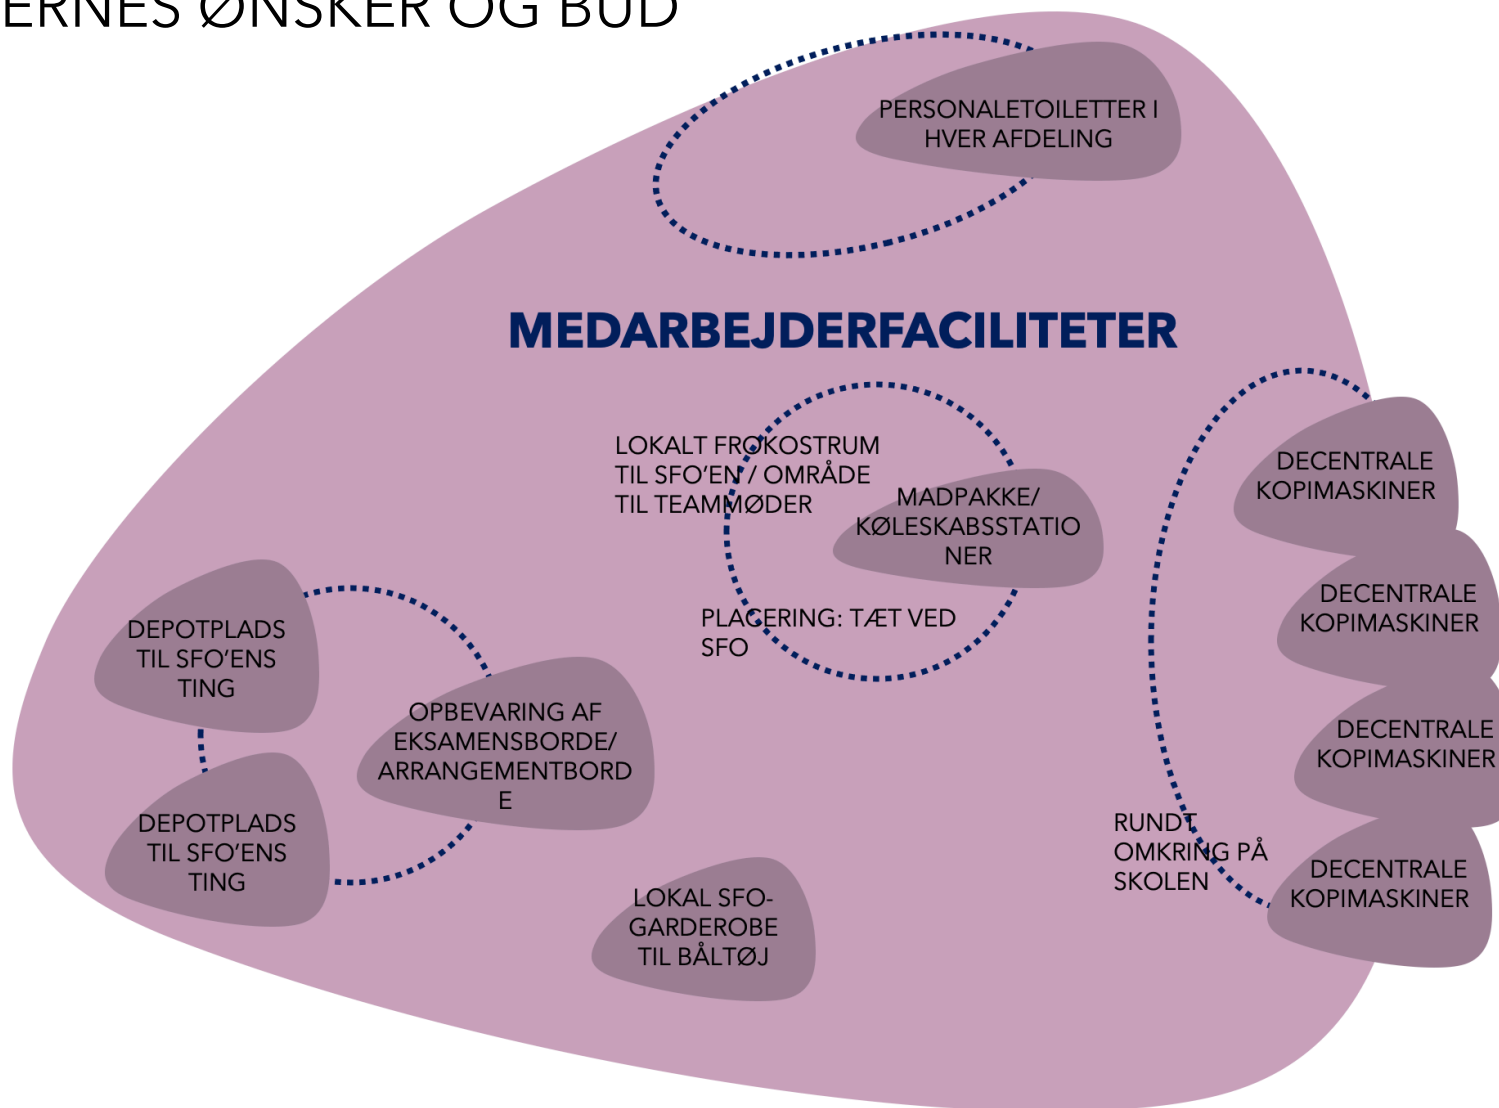 ERNES ØNSKER OG BUD
PERSONALETOILETTER I
HVER AFDELING
MEDARBEJDERFACILITETER
LOKALT FROKOSTRUM
TIL SFO'EN / OMRÅDE
TIL TEAMMØDER
MADPAKKE/
KØLESKABSSTATIO
NER
PLACERING: TÆT VED
SFO
DECENTRALE
KOPIMASKINER
DECENTRALE
KOPIMASKINER
DECENTRALE
KOPIMASKINER
DECENTRALE
KOPIMASKINER
RUNDT
OMKRING PÅ
SKOLEN
DEPOTPLADS
TIL SFO'ENS
TING
OPBEVARING AF
EKSAMENSBORDE/
ARRANGEMENTBORD
E
DEPOTPLADS
TIL SFO'ENS
TING
LOKAL SFO-
GARDEROBE
TIL BÅLTØJ